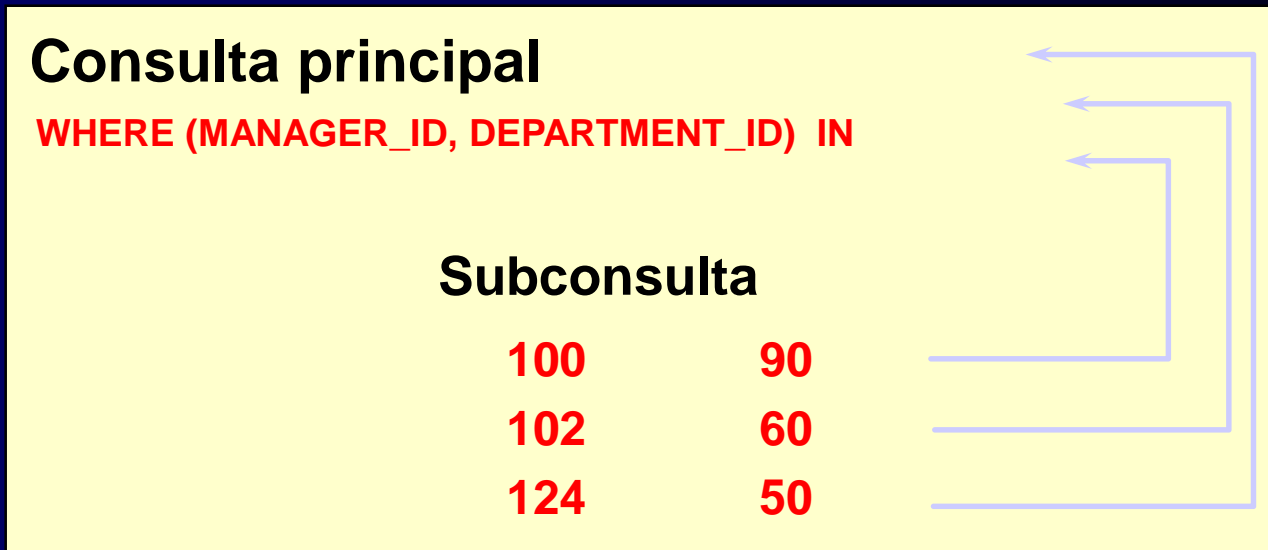 Consulta principal
WHERE (MANAGER_ID, DEPARTMENT_ID) IN
Subconsulta
100 90
102 60
124 50